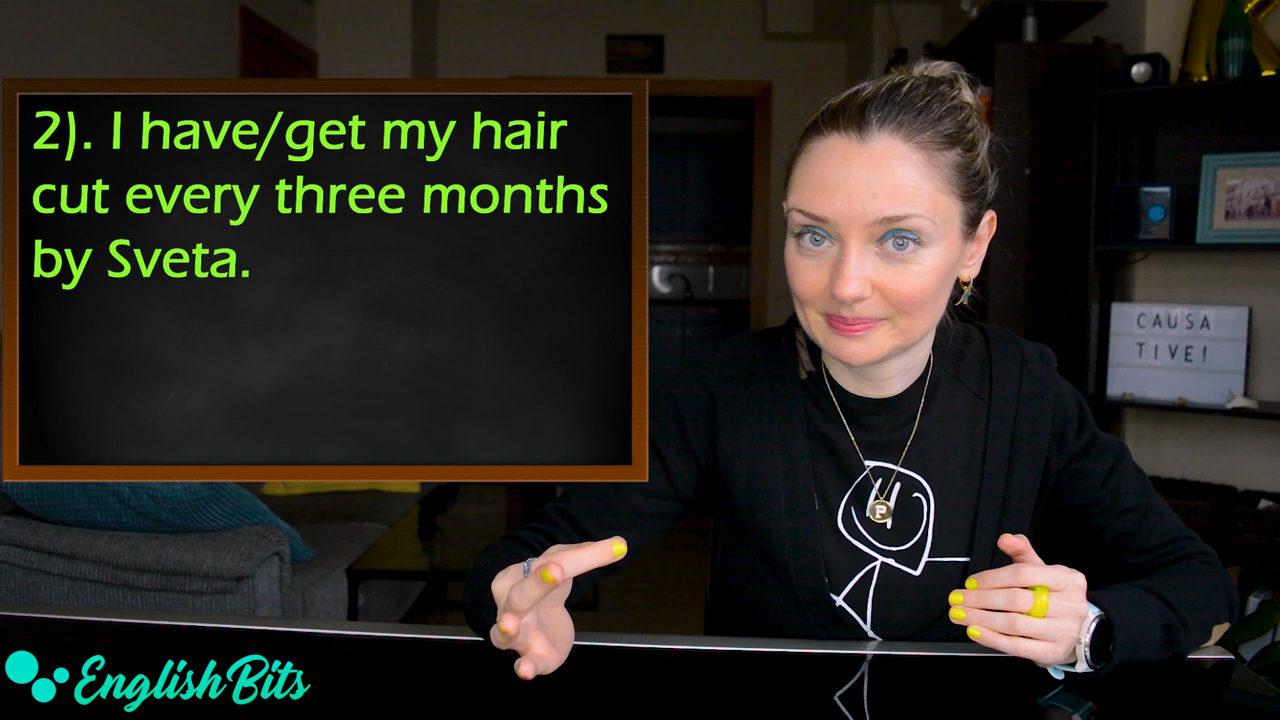 2). I have/get my hair
cut every three months
by Sveta.
CAUSA
TIVE!
P
EnglishBits